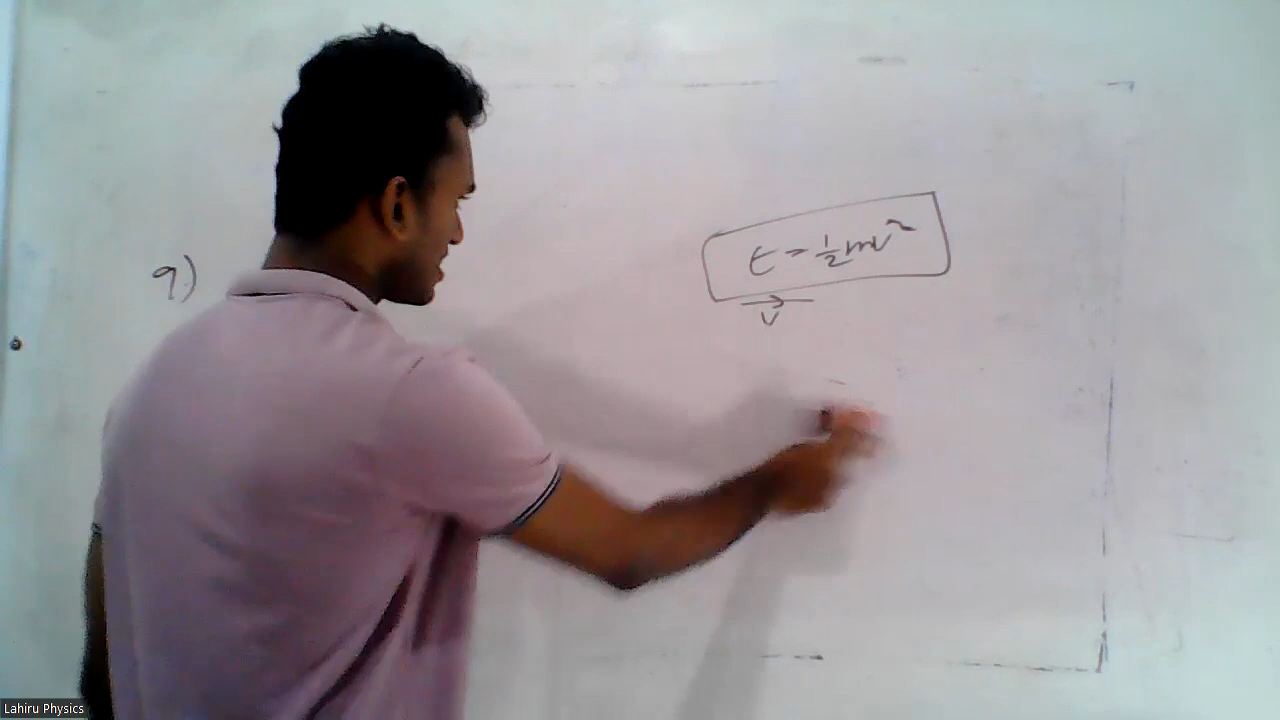 9)
E = ½mv²
v
Lahiru Physics